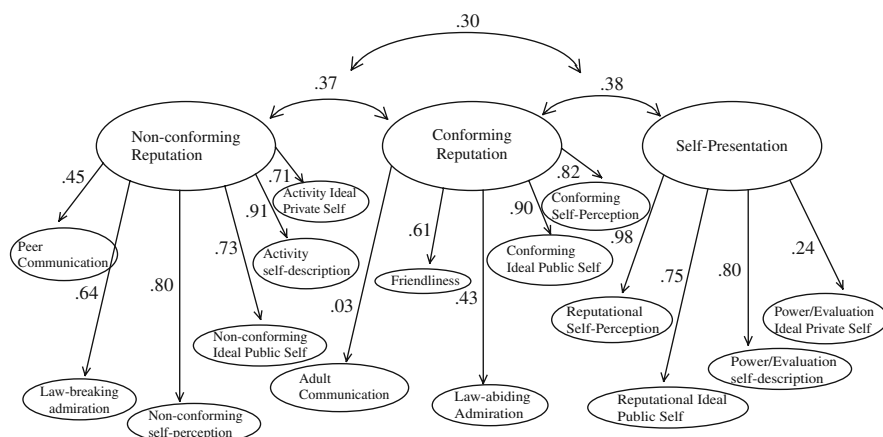 .30
.37
.38
Non-conforming
Reputation
Conforming
Reputation
Self-Presentation
.45
.71
Activity Ideal
Private Self
.82
Conforming
Self-Perception
.91
.90
.61
.98
.24
Peer
Communication
.73
Activity
self-description
Conforming
Ideal Public Self
.64
.80
Friendliness
.75
.80
.03
.43
Reputational
Self-Perception
Power/Evaluation
Ideal Private Self
Non-conforming
Ideal Public Self
Power/Evaluation
self-description
Law-breaking
admiration
Adult
Communication
Law-abiding
Admiration
Reputational Ideal
Public Self
Non-conforming
self-perception